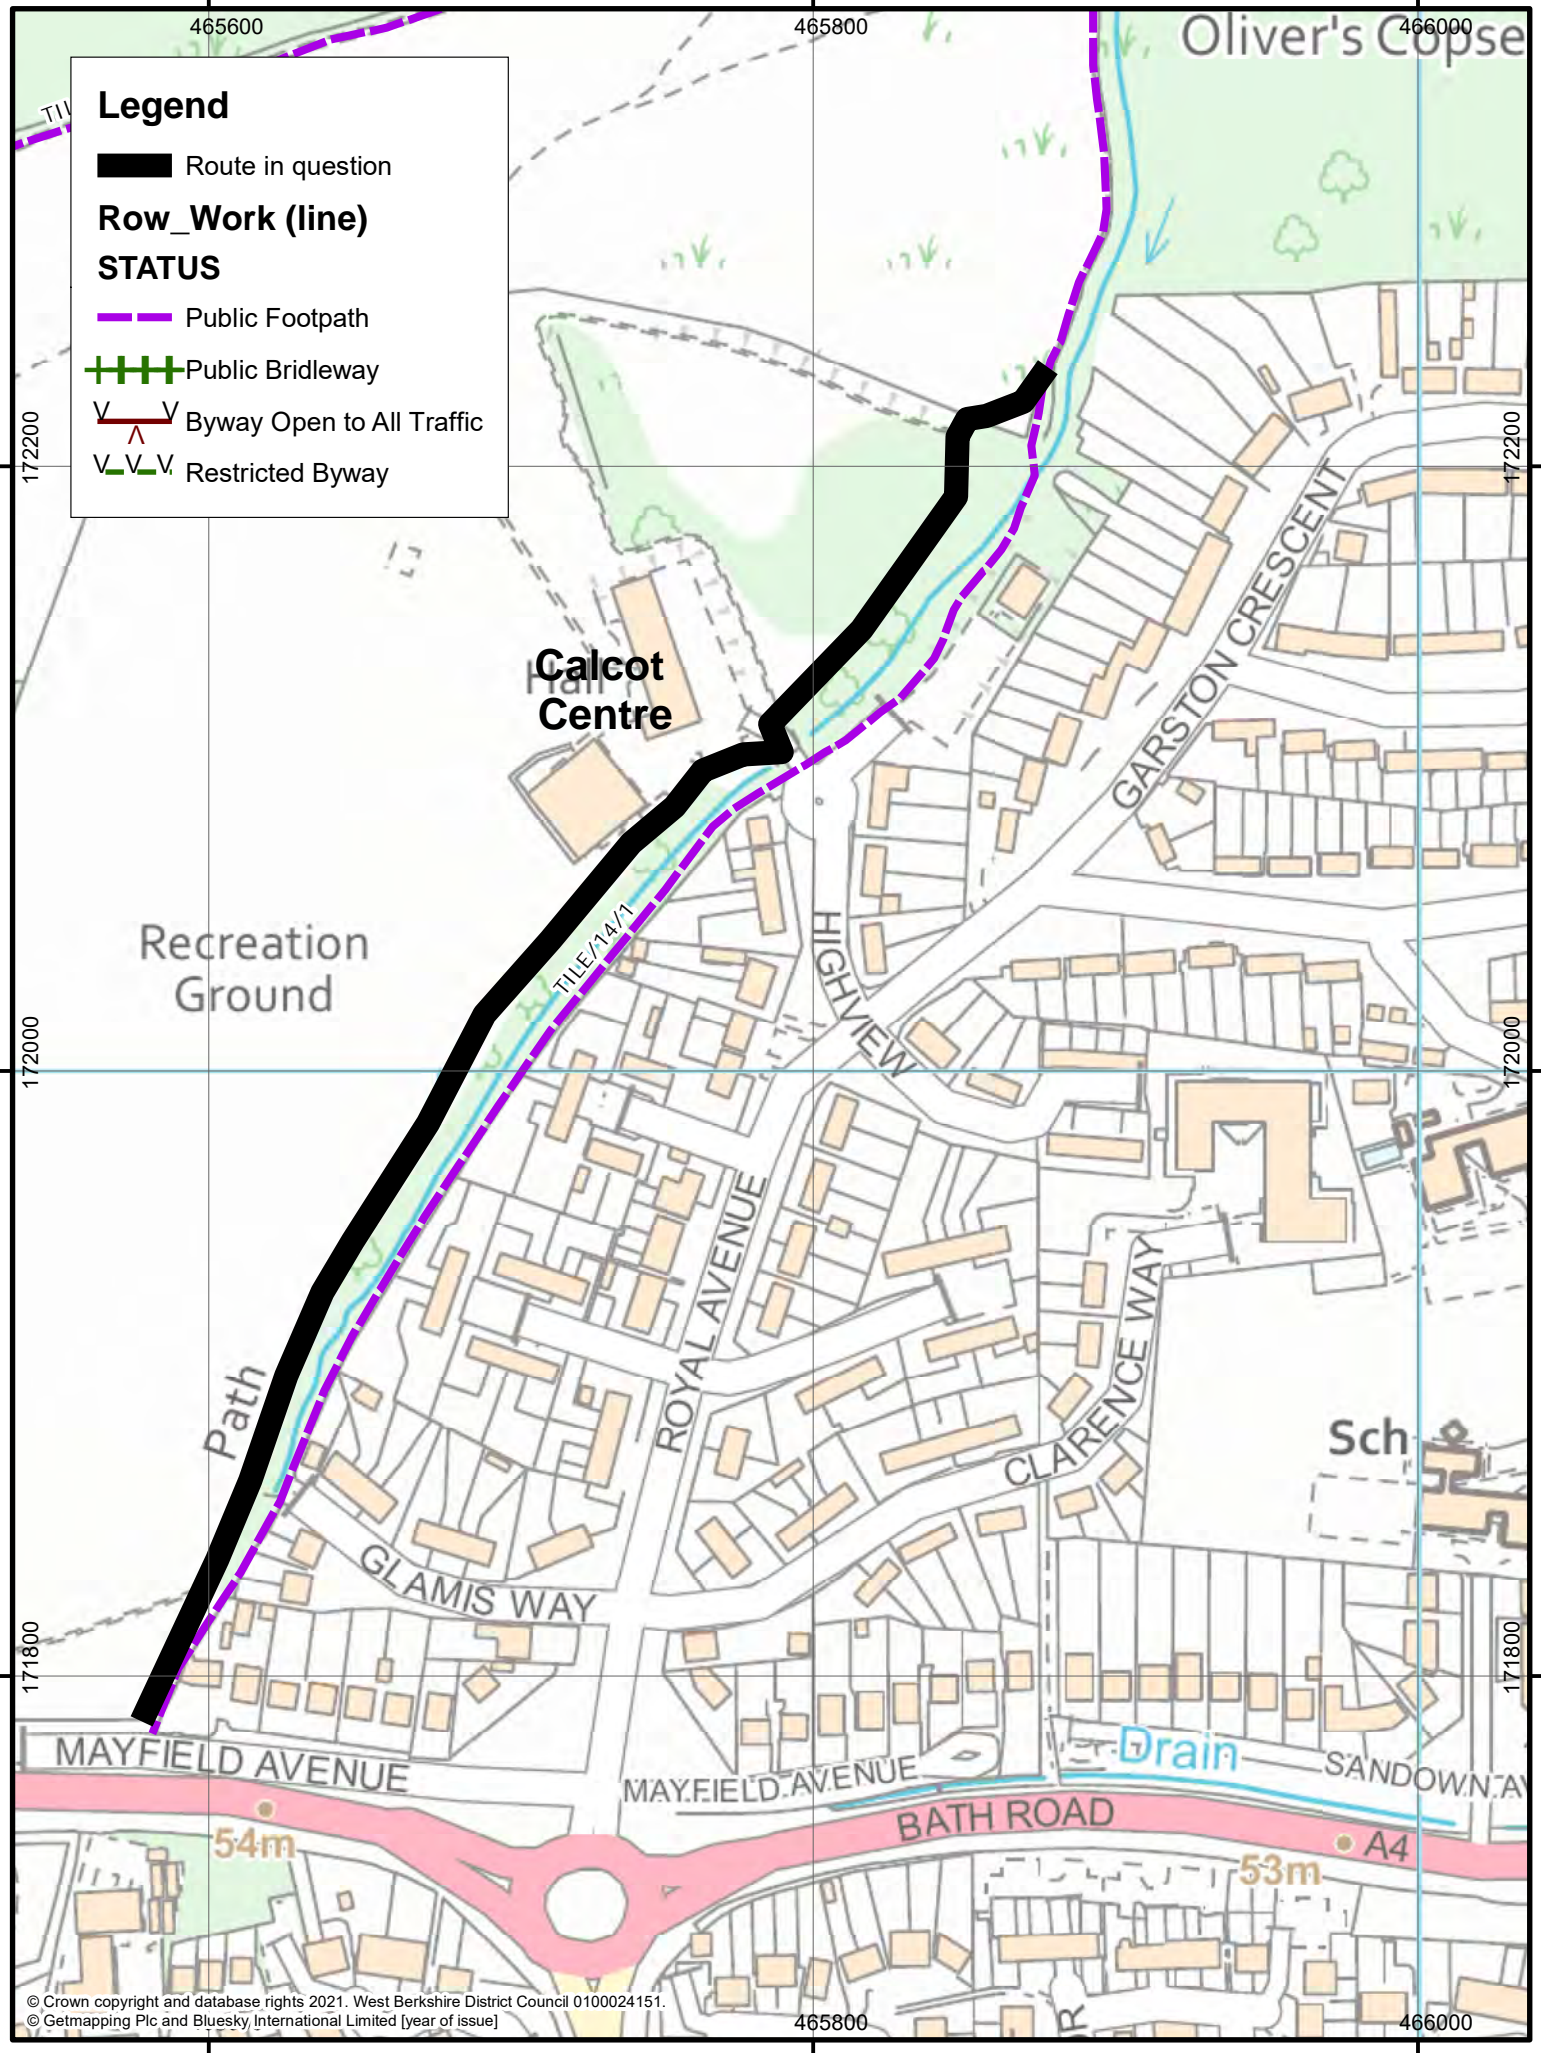 465600
465800
466000
Oliver's Copse
TIL
Legend
Route in question
Row_Work (line)
STATUS
Public Footpath
Public Bridleway
V V
V
Byway Open to All Traffic
V V V
Restricted Byway
172200
172200
GARSTON CRESCENT
Hall
Calcot
Centre
Recreation
Ground
TILE/14/1
HIGHVIEW
172000
172000
ROYAL AVENUE
CLARENCE WAY
Path
Sch
GLAMIS WAY
171800
171800
MAYFIELD AVENUE
MAYFIELD AVENUE
Drain
SANDOWN AV
BATH ROAD
A4
54m
53m
© Crown copyright and database rights 2021. West Berkshire District Council 0100024151.
© Getmapping Plc and Bluesky International Limited [year of issue]
465800
466000